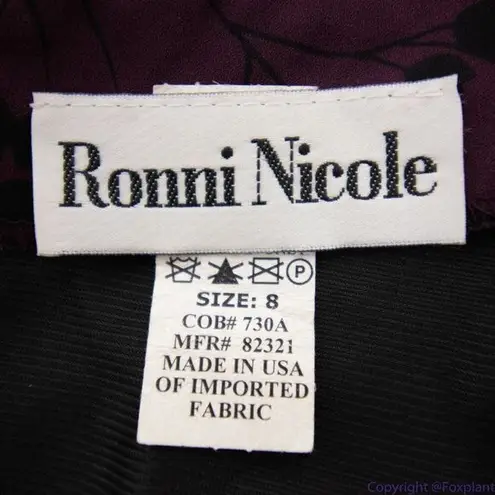 Ronni Nicole
P
SIZE: 8
COB# 730A
MFR# 82321
MADE IN USA
OF IMPORTED
FABRIC
Copyright @Foxplant